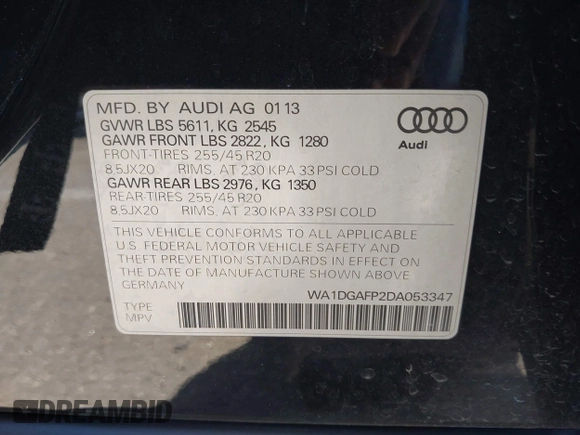 MFD. BY AUDI AG 01 13
GVWR LBS 5611, KG 2545
GAWR FRONT LBS 2822, KG 1280
FRONT-TIRES 255/45 R20
8,5JX20 RIMS, AT 230 KPA 33 PSI COLD
GAWR REAR LBS 2976, KG 1350
REAR-TIRES 255/45 R20
8,5JX20 RIMS, AT 230 KPA 33 PSI COLD
Audi
THIS VEHICLE CONFORMS TO ALL APPLICABLE
U.S. FEDERAL MOTOR VEHICLE SAFETY AND
THEFT PREVENTION STANDARDS IN EFFECT ON
THE DATE OF MANUFACTURE SHOWN ABOVE
GERMANY
WA1DGAFP2DA053347
TYPE
MPV
DREAMBID